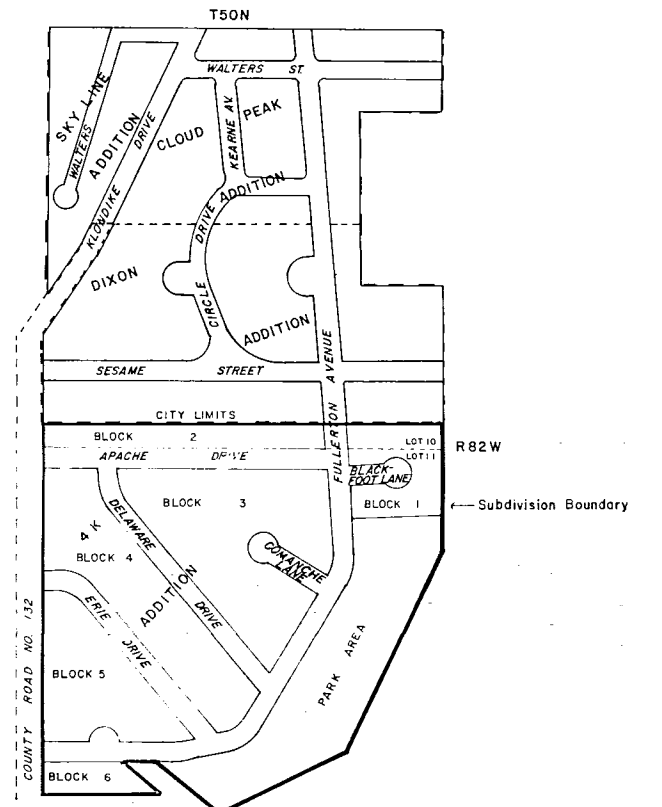 T50N
WALTERS ST.
SKY LINE
ADDITION
WALTERS
KLONDIKE DRIVE
CLOUD
PEAK
KEARNE AV.
ADDITION
CIRCLE DRIVE
DIXON
ADDITION
SESAME STREET
FULLERTON AVENUE
CITY LIMITS
BLOCK 2
LOT 10
R82W
APACHE DRIVE
LOT 11
BLACK-
FOOT LANE
BLOCK 3
BLOCK 1
Subdivision Boundary
DELAWARE DRIVE
4 K
BLOCK 4
COMANCHE
LANE
ADDITION
ERIE DRIVE
COUNTY ROAD NO. 132
PARK AREA
BLOCK 5
BLOCK 6